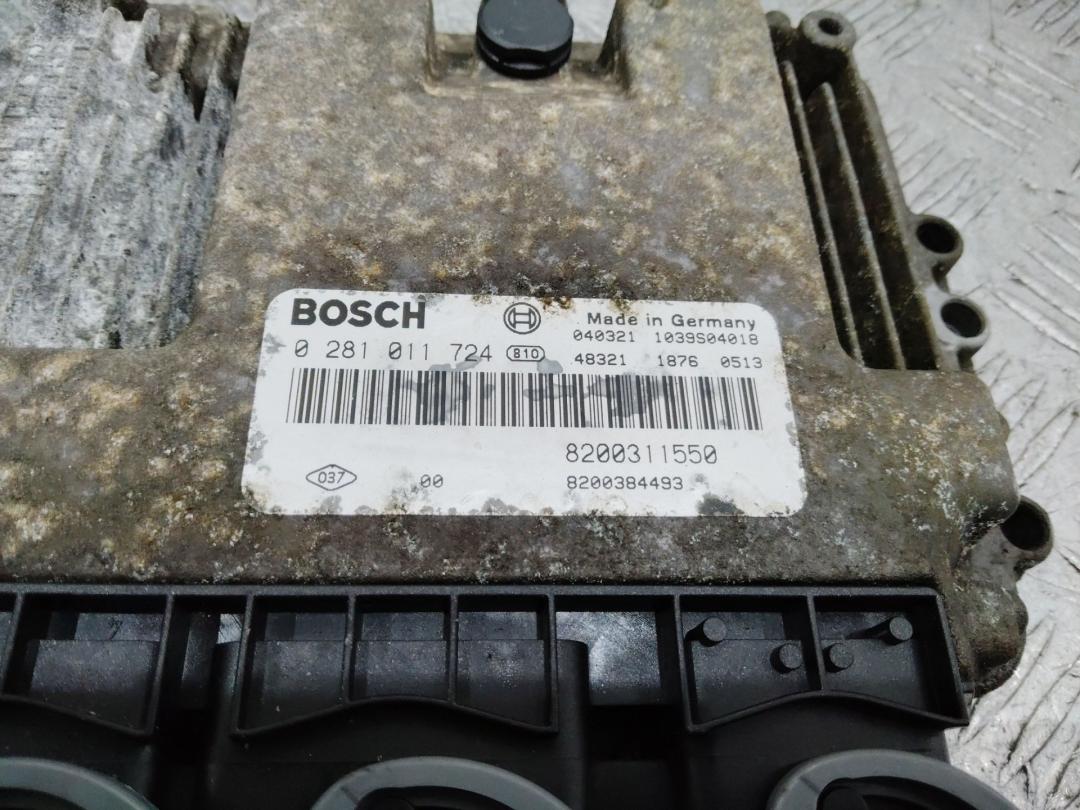 BOSCH
Made in Germany
040321 1039S04018
0 281 011 724 810
48321 1876 0513
8200311550
037 00 8200384493